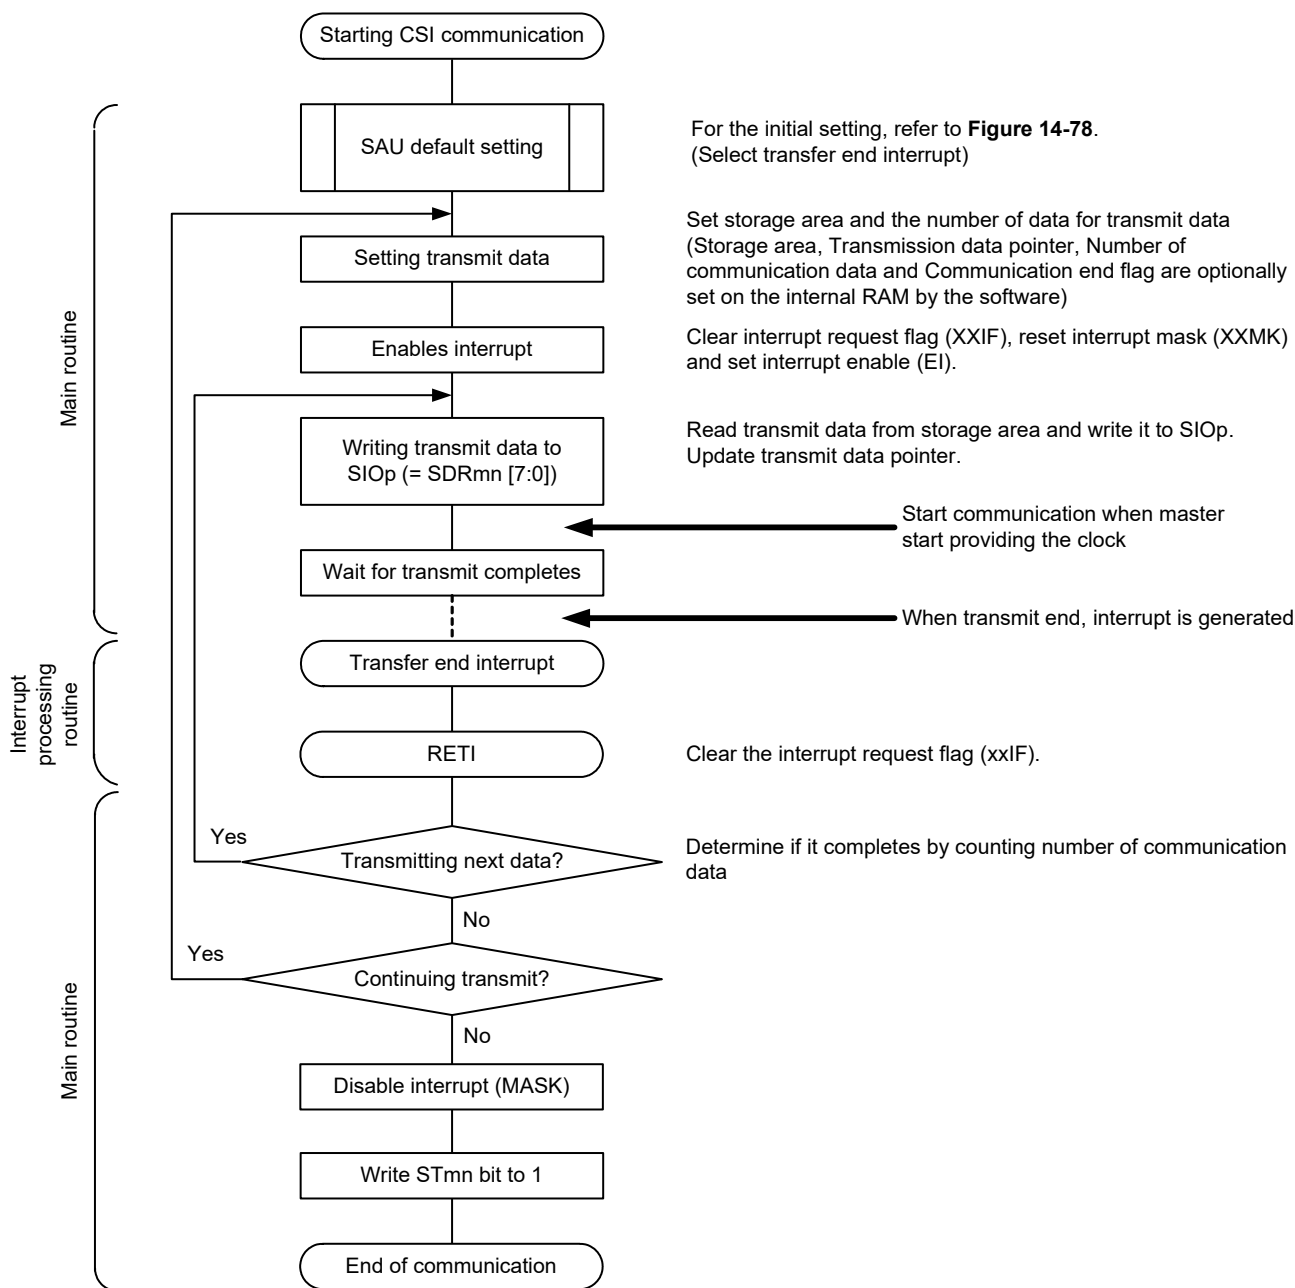 Starting CSI communication
SAU default setting
For the initial setting, refer to Figure 14-78.
(Select transfer end interrupt)
Setting transmit data
Set storage area and the number of data for transmit data
(Storage area, Transmission data pointer, Number of
communication data and Communication end flag are optionally
set on the internal RAM by the software)
Main routine
Enables interrupt
Clear interrupt request flag (XXIF), reset interrupt mask (XXMK)
and set interrupt enable (EI).
Writing transmit data to
SIOp (= SDRmn [7:0])
Read transmit data from storage area and write it to SIOp.
Update transmit data pointer.
Start communication when master
start providing the clock
Wait for transmit completes
When transmit end, interrupt is generated
Interrupt
processing
routine
Transfer end interrupt
RETI
Clear the interrupt request flag (xxIF).
Yes
Transmitting next data?
Determine if it completes by counting number of communication
data
No
Yes
Continuing transmit?
No
Main routine
Disable interrupt (MASK)
Write STmn bit to 1
End of communication